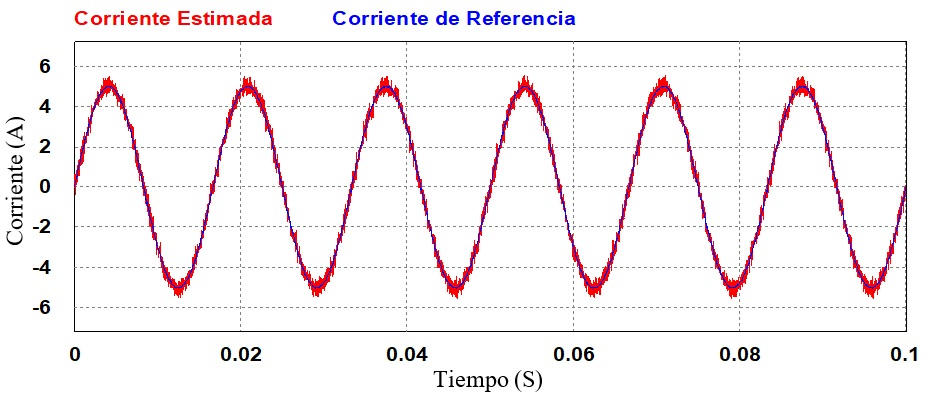 Corriente Estimada Corriente de Referencia
6
4
2
0
-2
-4
-6
Corriente (A)
0 0.02 0.04 0.06 0.08 0.1
Tiempo (S)